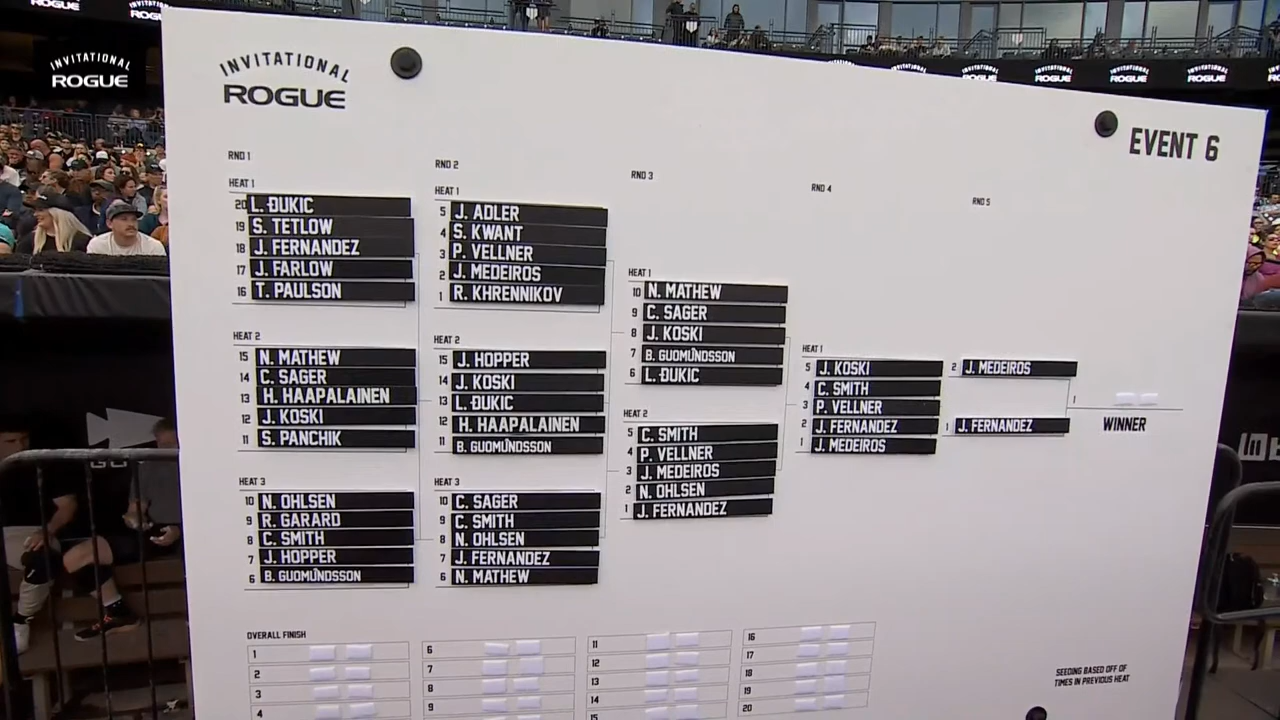 INVITATIONAL
ROGUE
INVITATIONAL
ROGUE
EVENT 6
RND 1
HEAT 1
20 L. ĐUKIC
19 S. TETLOW
18 J. FERNANDEZ
17 J. FARLOW
16 T. PAULSON
HEAT 2
15 N. MATHEW
14 C. SAGER
13 H. HAAPALAINEN
12 J. KOSKI
11 S. PANCHIK
HEAT 3
10 N. OHLSEN
9 R. GARARD
8 C. SMITH
7 J. HOPPER
6 B. GUÐMUNDSSON
RND 2
HEAT 1
5 J. ADLER
4 S. KWANT
3 P. VELLNER
2 J. MEDEIROS
1 R. KHRENNIKOV
HEAT 2
15 J. HOPPER
14 J. KOSKI
13 L. ĐUKIC
12 H. HAAPALAINEN
11 B. GUÐMUNDSSON
HEAT 3
10 C. SAGER
9 C. SMITH
8 N. OHLSEN
7 J. FERNANDEZ
6 N. MATHEW
RND 3
HEAT 1
10 N. MATHEW
9 C. SAGER
8 J. KOSKI
7 B. GUÐMUNDSSON
6 L. ĐUKIC
HEAT 2
5 C. SMITH
4 P. VELLNER
3 J. MEDEIROS
2 N. OHLSEN
1 J. FERNANDEZ
RND 4
HEAT 1
5 J. KOSKI
4 C. SMITH
3 P. VELLNER
2 J. FERNANDEZ
1 J. MEDEIROS
RND 5
2 J. MEDEIROS
1 J. FERNANDEZ
1
WINNER
OVERALL FINISH
1
2
3
4
6
7
8
9
11
12
13
14
15
16
17
18
19
20
SEEDING BASED OFF OF
TIMES IN PREVIOUS HEAT